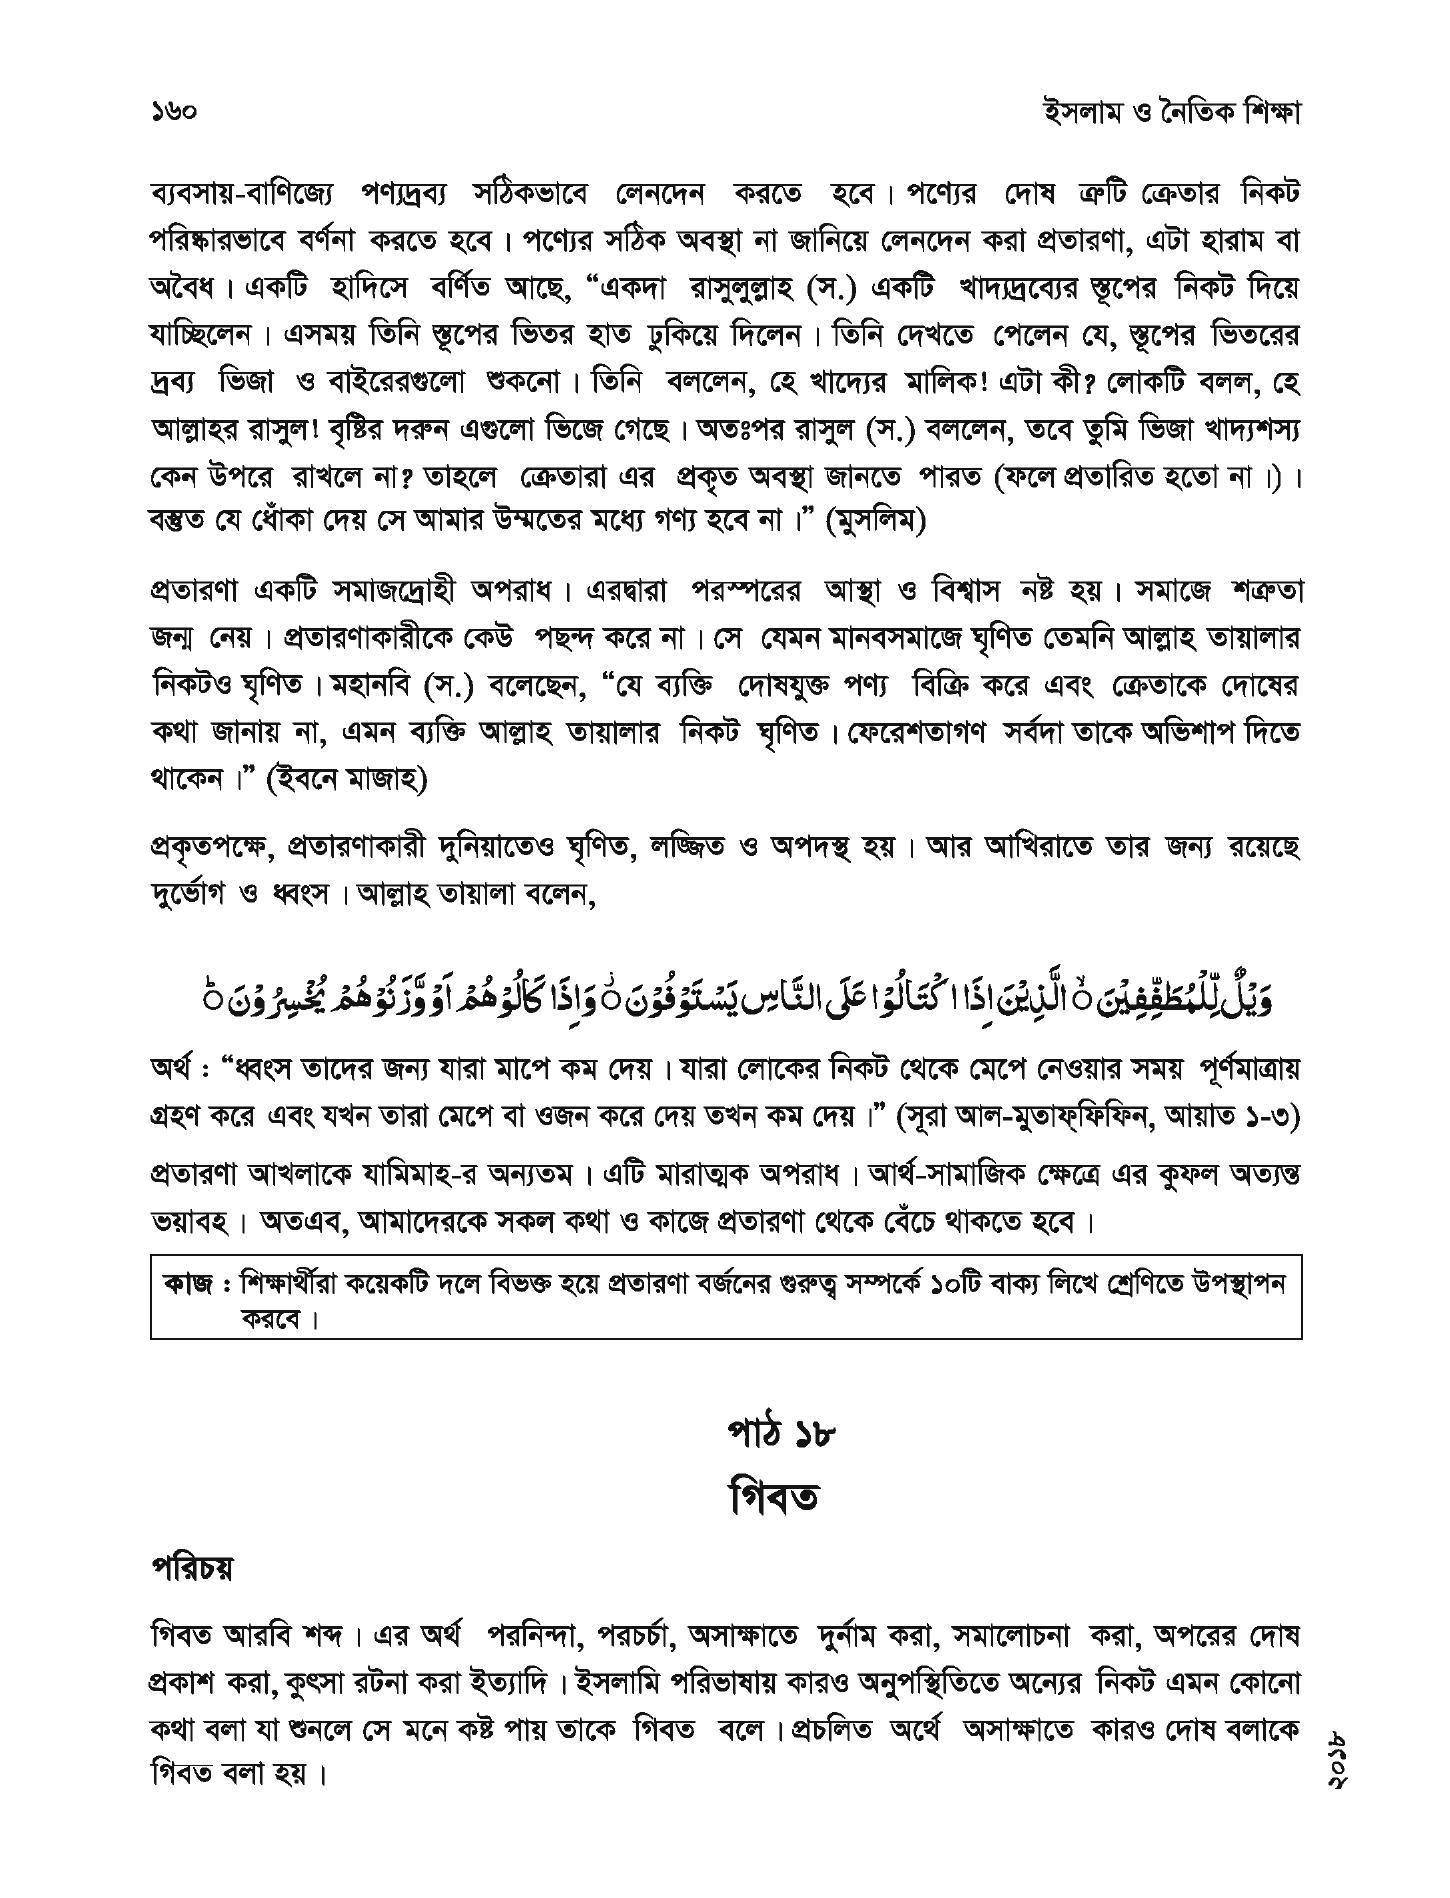 ১৬০
ইসলাম ও নৈতিক শিক্ষা
ব্যবসায়-বাণিজ্যে পণ্যদ্রব্য সঠিকভাবে লেনদেন করতে হবে। পণ্যের দোষ ত্রুটি ক্রেতার নিকট
পরিষ্কারভাবে বর্ণনা করতে হবে। পণ্যের সঠিক অবস্থা না জানিয়ে লেনদেন করা প্রতারণা, এটা হারাম বা
অবৈধ। একটি হাদিসে বর্ণিত আছে, “একদা রাসুলুল্লাহ (স.) একটি খাদ্যদ্রব্যের স্তূপের নিকট দিয়ে
যাচ্ছিলেন। এসময় তিনি স্তূপের ভিতর হাত ঢুকিয়ে দিলেন। তিনি দেখতে পেলেন যে, স্তূপের ভিতরের
দ্রব্য ভিজা ও বাইরেরগুলো শুকনো। তিনি বললেন, হে খাদ্যের মালিক! এটা কী? লোকটি বলল, হে
আল্লাহর রাসুল! বৃষ্টির দরুন এগুলো ভিজে গেছে। অতঃপর রাসুল (স.) বললেন, তবে তুমি ভিজা খাদ্যশস্য
কেন উপরে রাখলে না? তাহলে ক্রেতারা এর প্রকৃত অবস্থা জানতে পারত (ফলে প্রতারিত হতো না।)।
বস্তুত যে ধোঁকা দেয় সে আমার উম্মতের মধ্যে গণ্য হবে না।” (মুসলিম)
প্রতারণা একটি সমাজদ্রোহী অপরাধ। এরদ্বারা পরস্পরের আস্থা ও বিশ্বাস নষ্ট হয়। সমাজে শত্রুতা
জন্ম নেয়। প্রতারণাকারীকে কেউ পছন্দ করে না। সে যেমন মানবসমাজে ঘৃণিত তেমনি আল্লাহ তায়ালার
নিকটও ঘৃণিত। মহানবি (স.) বলেছেন, “যে ব্যক্তি দোষযুক্ত পণ্য বিক্রি করে এবং ক্রেতাকে দোষের
কথা জানায় না, এমন ব্যক্তি আল্লাহ তায়ালার নিকট ঘৃণিত। ফেরেশতাগণ সর্বদা তাকে অভিশাপ দিতে
থাকেন।” (ইবনে মাজাহ)
প্রকৃতপক্ষে, প্রতারণাকারী দুনিয়াতেও ঘৃণিত, লজ্জিত ও অপদস্থ হয়। আর আখিরাতে তার জন্য রয়েছে
দুর্ভোগ ও ধ্বংস। আল্লাহ তায়ালা বলেন,
وَيْلٌ لِّلْمُطَفِّفِيْنَ ۙ الَّذِيْنَ اِذَا اكْتَالُوْا عَلَى النَّاسِ يَسْتَوْفُوْنَ ۖ وَاِذَا كَالُوْهُمْ اَوْ وَّزَنُوْهُمْ يُخْسِرُوْنَ ؕ
অর্থ : “ধ্বংস তাদের জন্য যারা মাপে কম দেয়। যারা লোকের নিকট থেকে মেপে নেওয়ার সময় পূর্ণমাত্রায়
গ্রহণ করে এবং যখন তারা মেপে বা ওজন করে দেয় তখন কম দেয়।” (সূরা আল-মুতাফ্‌ফিফিন, আয়াত ১-৩)
প্রতারণা আখলাকে যামিমাহ-র অন্যতম। এটি মারাত্মক অপরাধ। আর্থ-সামাজিক ক্ষেত্রে এর কুফল অত্যন্ত
ভয়াবহ। অতএব, আমাদেরকে সকল কথা ও কাজে প্রতারণা থেকে বেঁচে থাকতে হবে।
কাজ : শিক্ষার্থীরা কয়েকটি দলে বিভক্ত হয়ে প্রতারণা বর্জনের গুরুত্ব সম্পর্কে ১০টি বাক্য লিখে শ্রেণিতে উপস্থাপন
করবে।
পাঠ ১৮
গিবত
পরিচয়
গিবত আরবি শব্দ। এর অর্থ পরনিন্দা, পরচর্চা, অসাক্ষাতে দুর্নাম করা, সমালোচনা করা, অপরের দোষ
প্রকাশ করা, কুৎসা রটনা করা ইত্যাদি। ইসলামি পরিভাষায় কারও অনুপস্থিতিতে অন্যের নিকট এমন কোনো
কথা বলা যা শুনলে সে মনে কষ্ট পায় তাকে গিবত বলে। প্রচলিত অর্থে অসাক্ষাতে কারও দোষ বলাকে
গিবত বলা হয়।
২০১৮